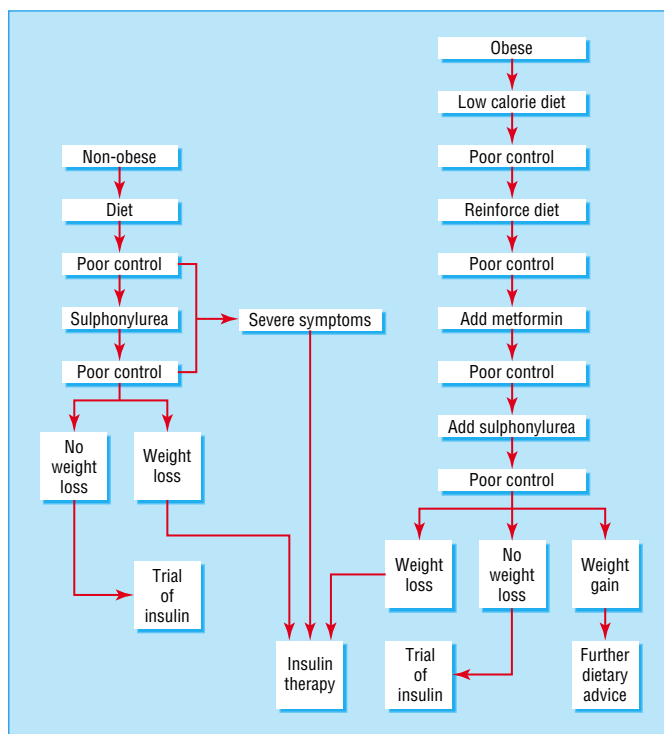 Non-obese
Diet
Poor control
Sulphonylurea
Poor control
Severe symptoms
No
weight
loss
Weight
loss
Trial
of
insulin
Insulin
therapy
Obese
Low calorie diet
Poor control
Reinforce diet
Poor control
Add metformin
Poor control
Add sulphonylurea
Poor control
Weight
loss
No
weight
loss
Weight
gain
Trial
of
insulin
Further
dietary
advice